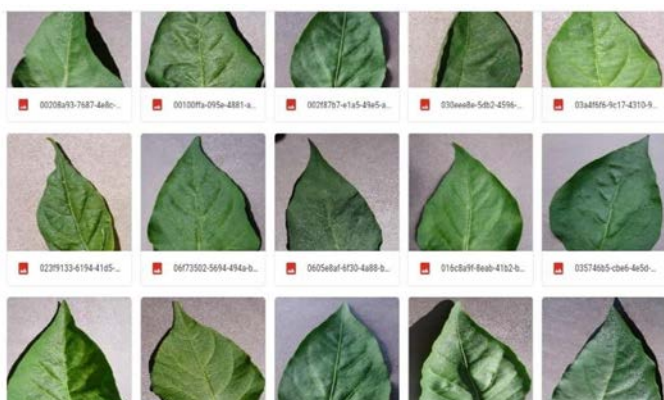 00208a93-7687-4e8c-...
00100ffa-095e-4881-a...
002f87b7-e1a5-49e5-a...
030eee8e-5db2-4596-...
03a4f6f6-9c17-4310-9...
023f9133-6194-41d5-...
06f73502-5694-494a-b...
0605e8af-6f30-4a88-b...
016c8a9f-8eab-41b2-b...
035746b5-cbe6-4e5d-...